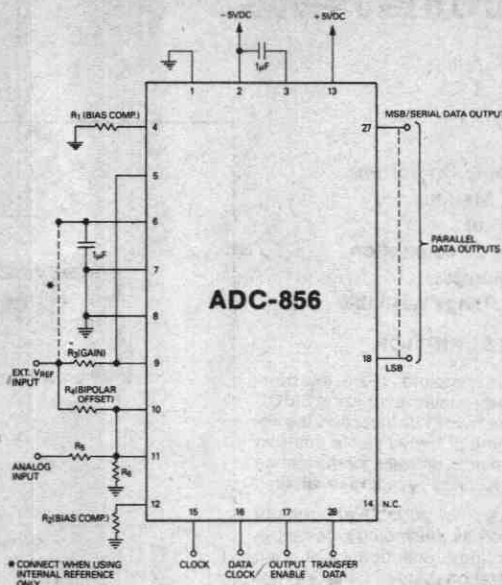 - 5VDC
+ 5VDC
1µF
1
2
3
13
R1 (BIAS COMP.)
4
27
MSB/SERIAL DATA OUTPUT
5
6
1µF
7
PARALLEL
DATA OUTPUTS
8
ADC-856
*
R3(GAIN)
9
18
LSB
EXT. VREF
INPUT
R4(BIPOLAR
OFFSET)
10
R5
11
ANALOG
INPUT
R6
12
14
N.C.
R2(BIAS COMP.)
15
16
17
28
CLOCK
DATA
CLOCK/
OUTPUT
ENABLE
TRANSFER
DATA
* CONNECT WHEN USING
INTERNAL REFERENCE
ONLY